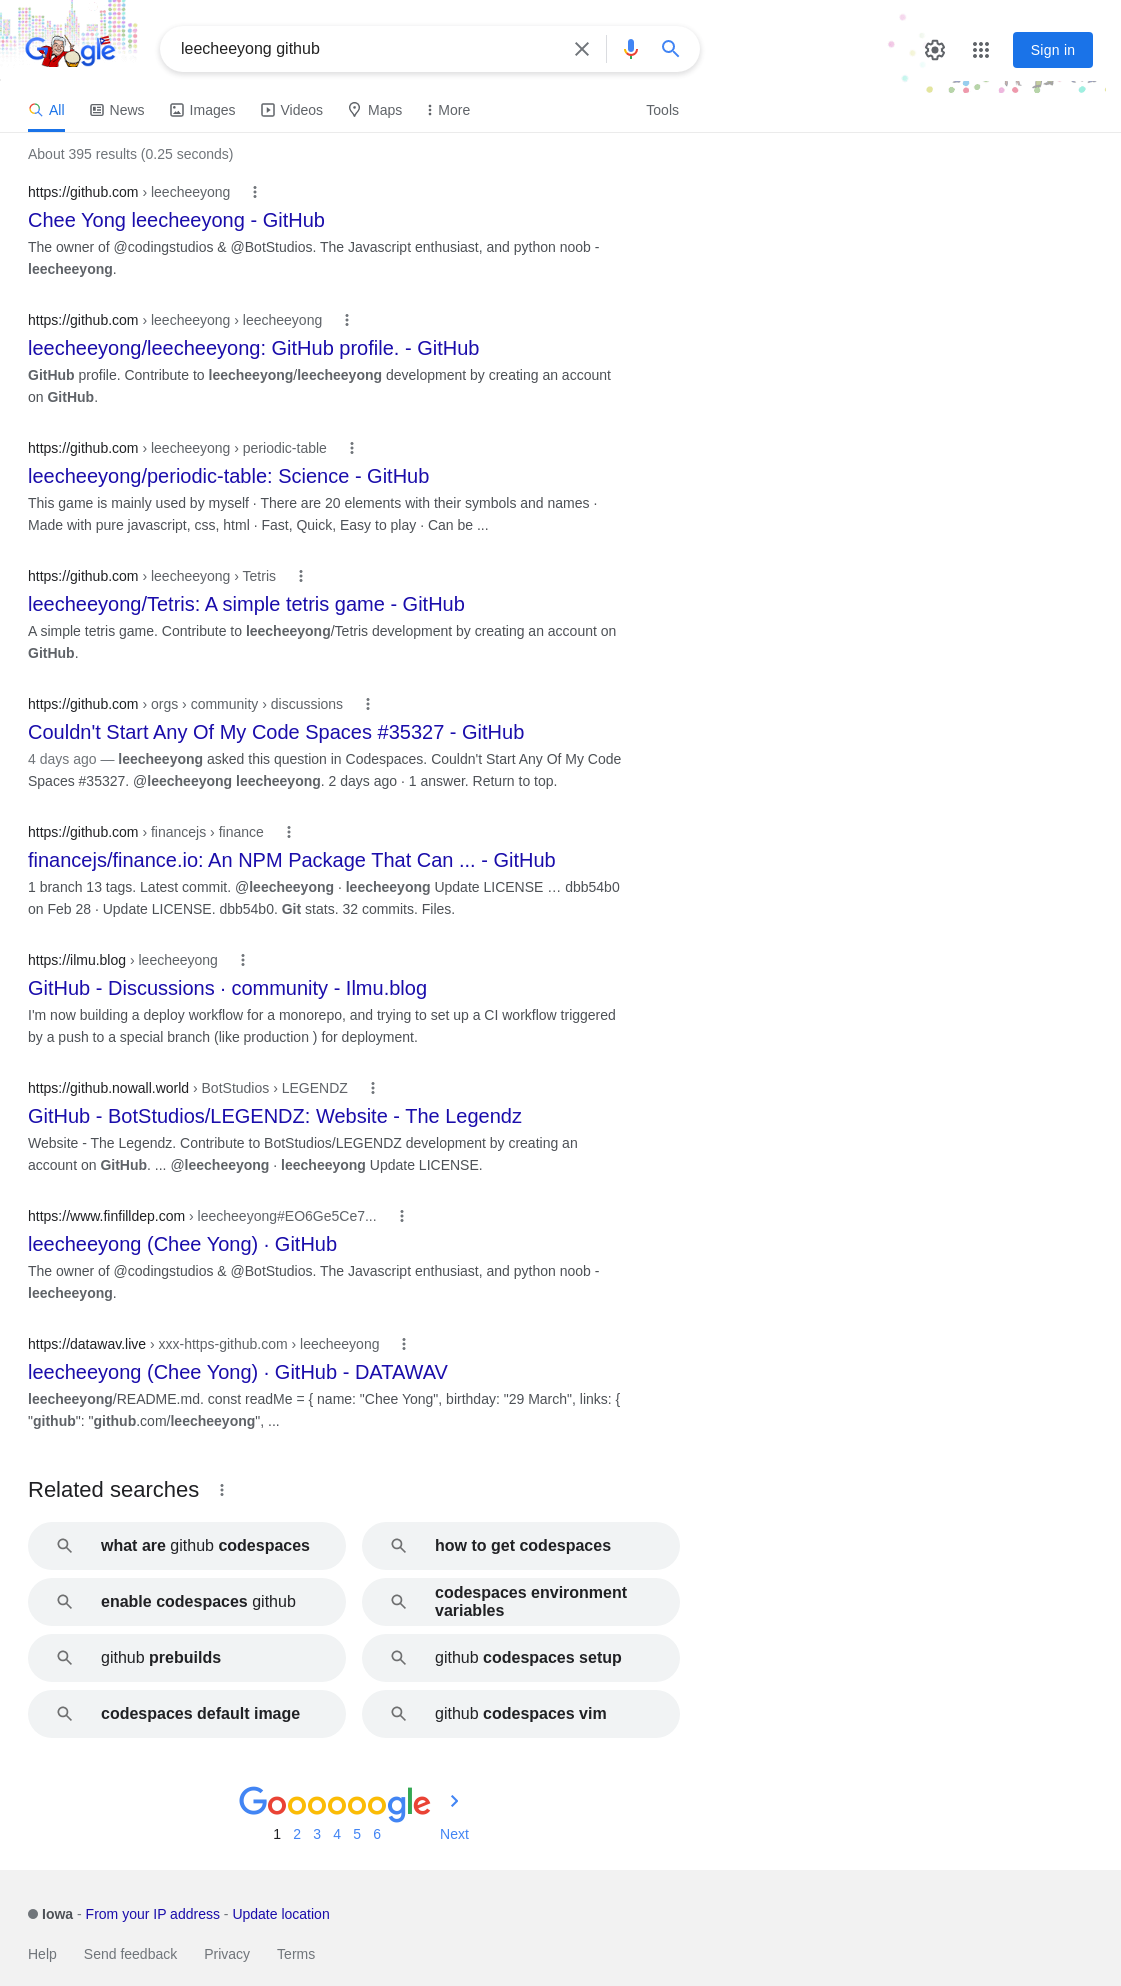 Google
leecheeyong github
Sign in
All News Images Videos Maps More Tools
About 395 results (0.25 seconds)
https://github.com › leecheeyong
Chee Yong leecheeyong - GitHub
The owner of @codingstudios & @BotStudios. The Javascript enthusiast, and python noob -
leecheeyong.
https://github.com › leecheeyong › leecheeyong
leecheeyong/leecheeyong: GitHub profile. - GitHub
GitHub profile. Contribute to leecheeyong/leecheeyong development by creating an account
on GitHub.
https://github.com › leecheeyong › periodic-table
leecheeyong/periodic-table: Science - GitHub
This game is mainly used by myself · There are 20 elements with their symbols and names ·
Made with pure javascript, css, html · Fast, Quick, Easy to play · Can be ...
https://github.com › leecheeyong › Tetris
leecheeyong/Tetris: A simple tetris game - GitHub
A simple tetris game. Contribute to leecheeyong/Tetris development by creating an account on
GitHub.
https://github.com › orgs › community › discussions
Couldn't Start Any Of My Code Spaces #35327 - GitHub
4 days ago — leecheeyong asked this question in Codespaces. Couldn't Start Any Of My Code
Spaces #35327. @leecheeyong leecheeyong. 2 days ago · 1 answer. Return to top.
https://github.com › financejs › finance
financejs/finance.io: An NPM Package That Can ... - GitHub
1 branch 13 tags. Latest commit. @leecheeyong · leecheeyong Update LICENSE … dbb54b0
on Feb 28 · Update LICENSE. dbb54b0. Git stats. 32 commits. Files.
https://ilmu.blog › leecheeyong
GitHub - Discussions · community - Ilmu.blog
I'm now building a deploy workflow for a monorepo, and trying to set up a CI workflow triggered
by a push to a special branch (like production ) for deployment.
https://github.nowall.world › BotStudios › LEGENDZ
GitHub - BotStudios/LEGENDZ: Website - The Legendz
Website - The Legendz. Contribute to BotStudios/LEGENDZ development by creating an
account on GitHub. ... @leecheeyong · leecheeyong Update LICENSE.
https://www.finfilldep.com › leecheeyong#EO6Ge5Ce7...
leecheeyong (Chee Yong) · GitHub
The owner of @codingstudios & @BotStudios. The Javascript enthusiast, and python noob -
leecheeyong.
https://datawav.live › xxx-https-github.com › leecheeyong
leecheeyong (Chee Yong) · GitHub - DATAWAV
leecheeyong/README.md. const readMe = { name: "Chee Yong", birthday: "29 March", links: {
"github": "github.com/leecheeyong", ...
Related searches
what are github codespaces
how to get codespaces
enable codespaces github
codespaces environment
variables
github prebuilds
github codespaces setup
codespaces default image
github codespaces vim
Goooooogle
1 2 3 4 5 6 Next
Iowa - From your IP address - Update location
Help Send feedback Privacy Terms